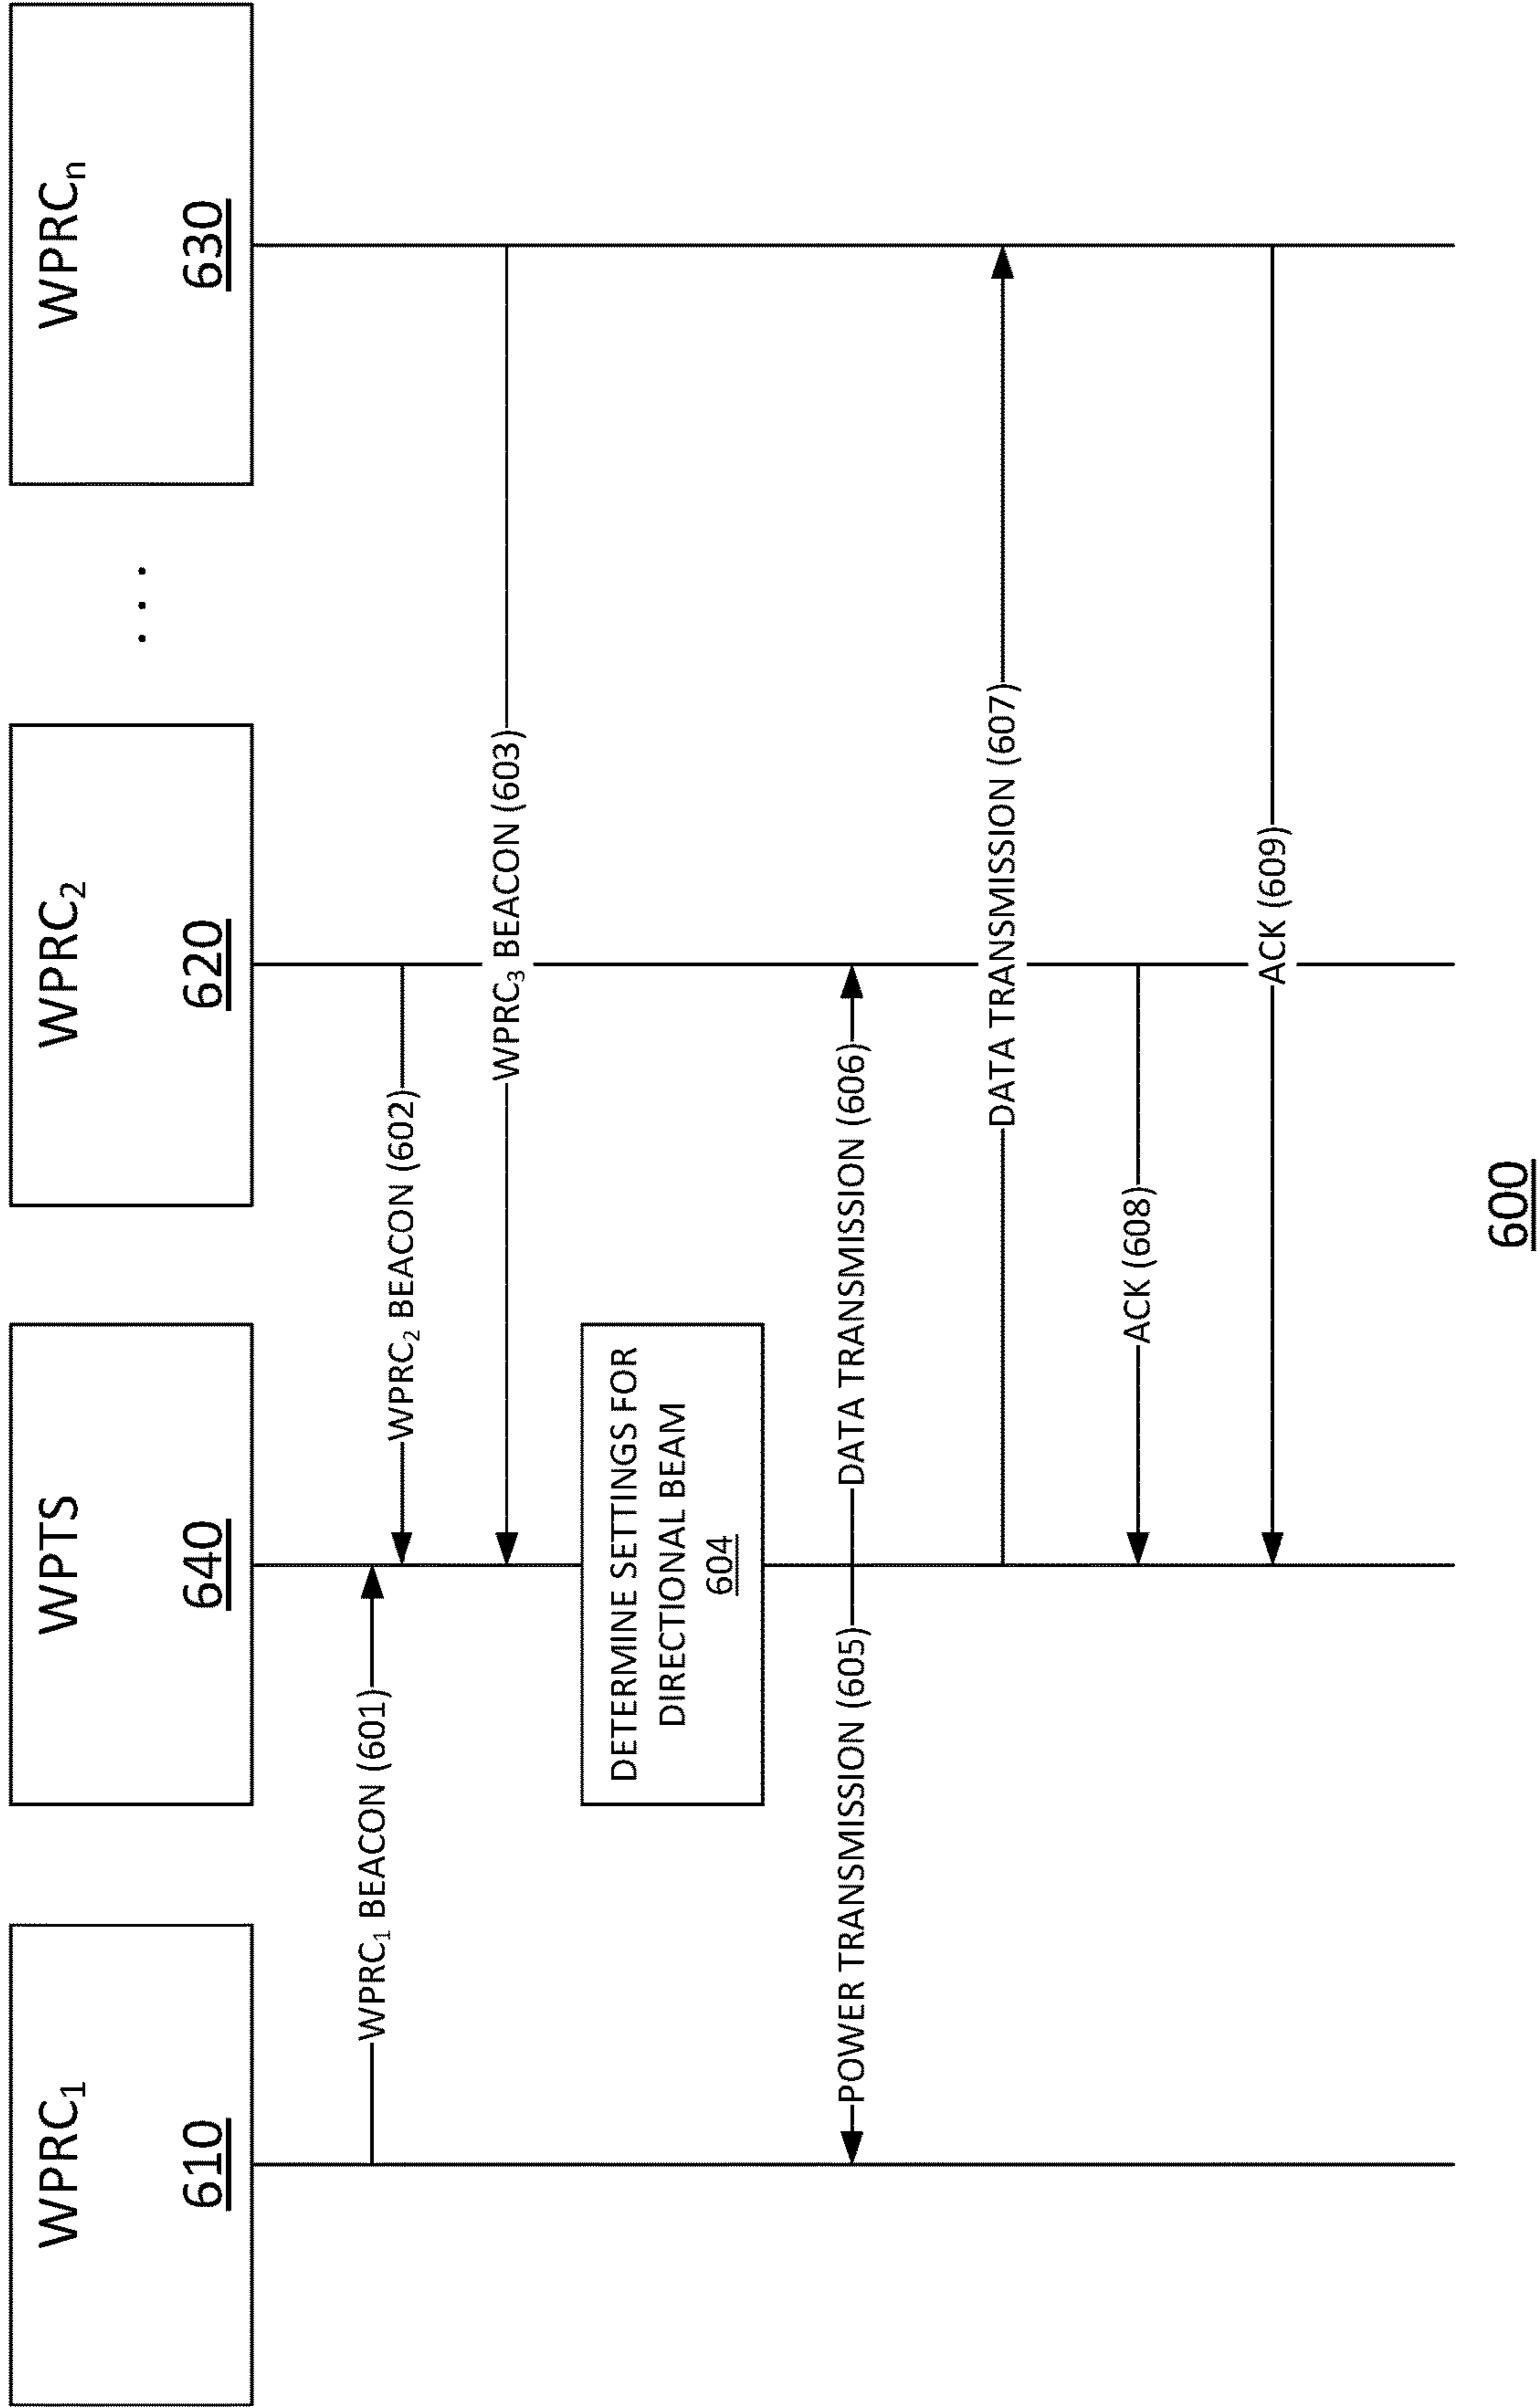 WPRC₁
610
WPTS
640
WPRC₂
620
. . .
WPRCₙ
630
WPRC₁ BEACON (601)
WPRC₂ BEACON (602)
WPRC₃ BEACON (603)
DETERMINE SETTINGS FOR
DIRECTIONAL BEAM
604
POWER TRANSMISSION (605)
DATA TRANSMISSION (606)
DATA TRANSMISSION (607)
ACK (608)
ACK (609)
600